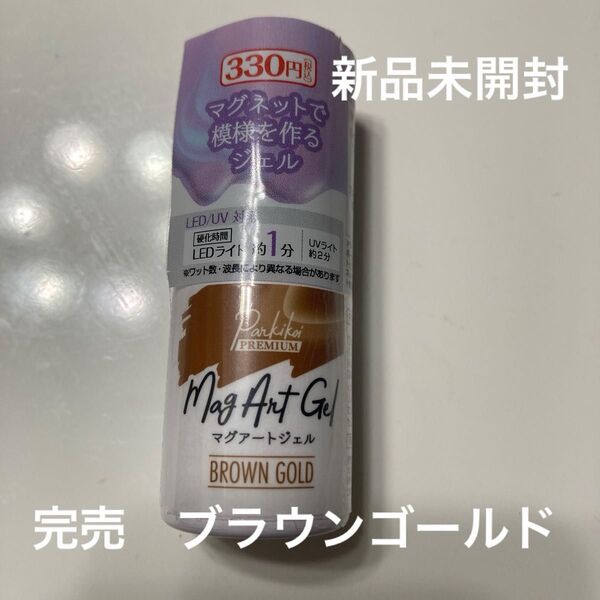 330円(税込)
新品未開封
マグネットで
模様を作る
ジェル
LED/UV 対応
硬化時間
LEDライト 約1分
UVライト
約2分
※ワット数・波長により異なる場合があります
Parkikoi
PREMIUM
Mag Art Gel
マグアートジェル
BROWN GOLD
完売 ブラウンゴールド